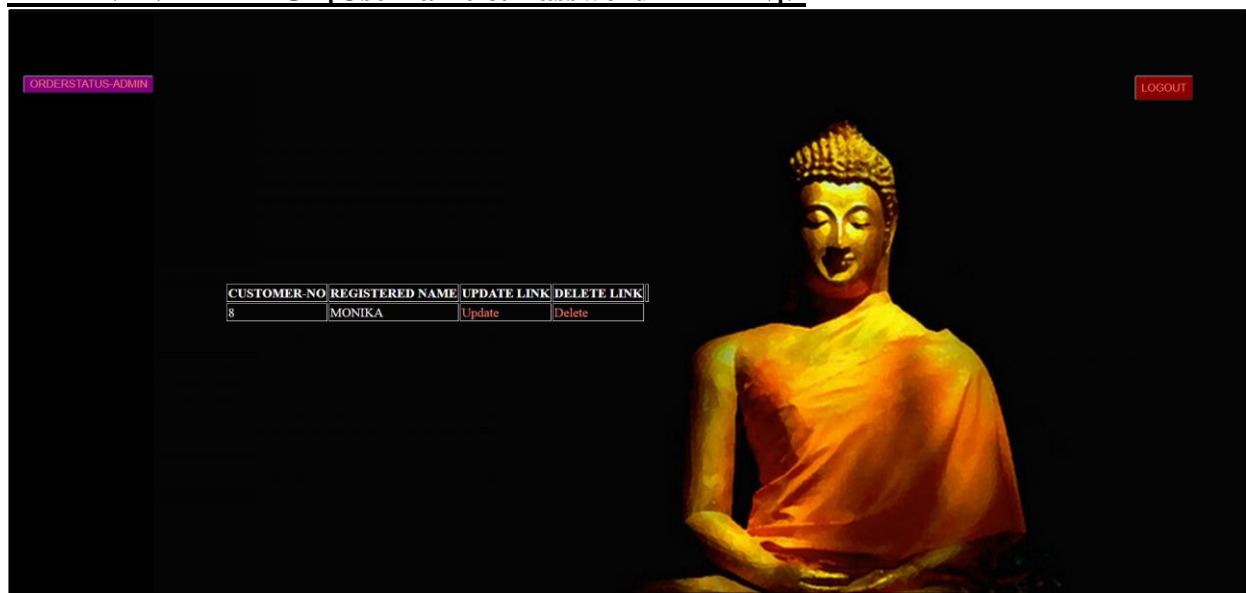 ORDERSTATUS-ADMIN
LOGOUT
CUSTOMER-NO REGISTERED NAME UPDATE LINK DELETE LINK
8 MONIKA Update Delete